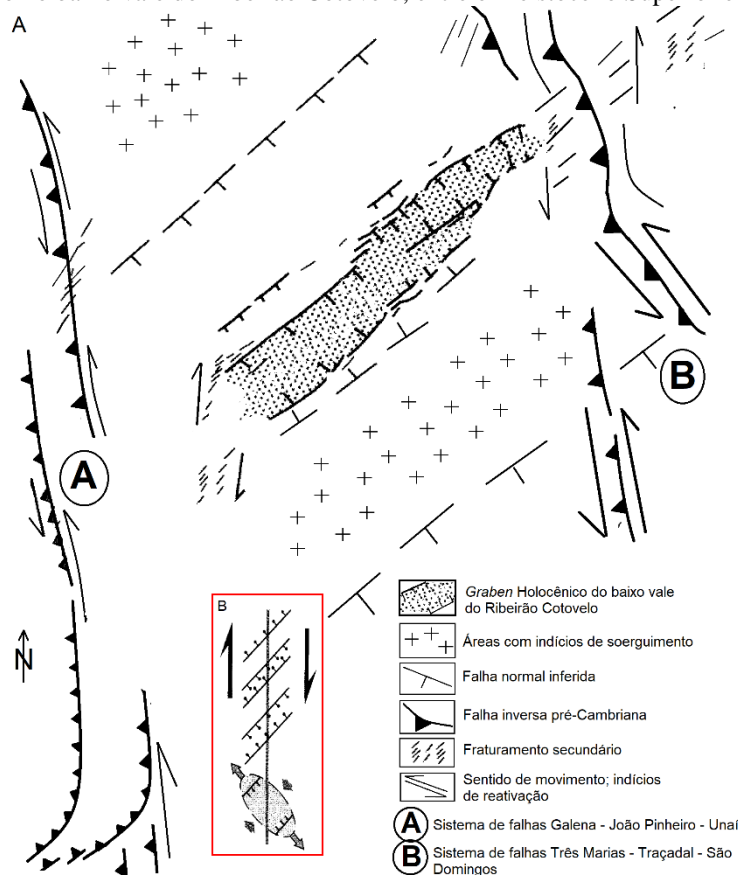 A
B
A
N
B
Graben Holocênico do baixo vale
do Ribeirão Cotovelo
Áreas com indícios de soerguimento
Falha normal inferida
Falha inversa pré-Cambriana
Fraturamento secundário
Sentido de movimento; indícios
de reativação
A Sistema de falhas Galena - João Pinheiro - Unaí
B Sistema de falhas Três Marias - Traçadal - São
Domingos